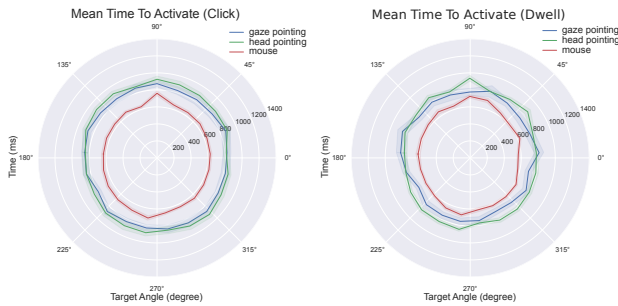 Mean Time To Activate (Click)
90°
gaze pointing
head pointing
mouse
135°
45°
1400
1200
1000
800
600
400
200
Time (ms)
180°
0°
225°
315°
270°
Target Angle (degree)
Mean Time To Activate (Dwell)
90°
gaze pointing
head pointing
mouse
135°
45°
1400
1200
1000
800
600
400
200
Time (ms)
180°
0°
225°
315°
270°
Target Angle (degree)